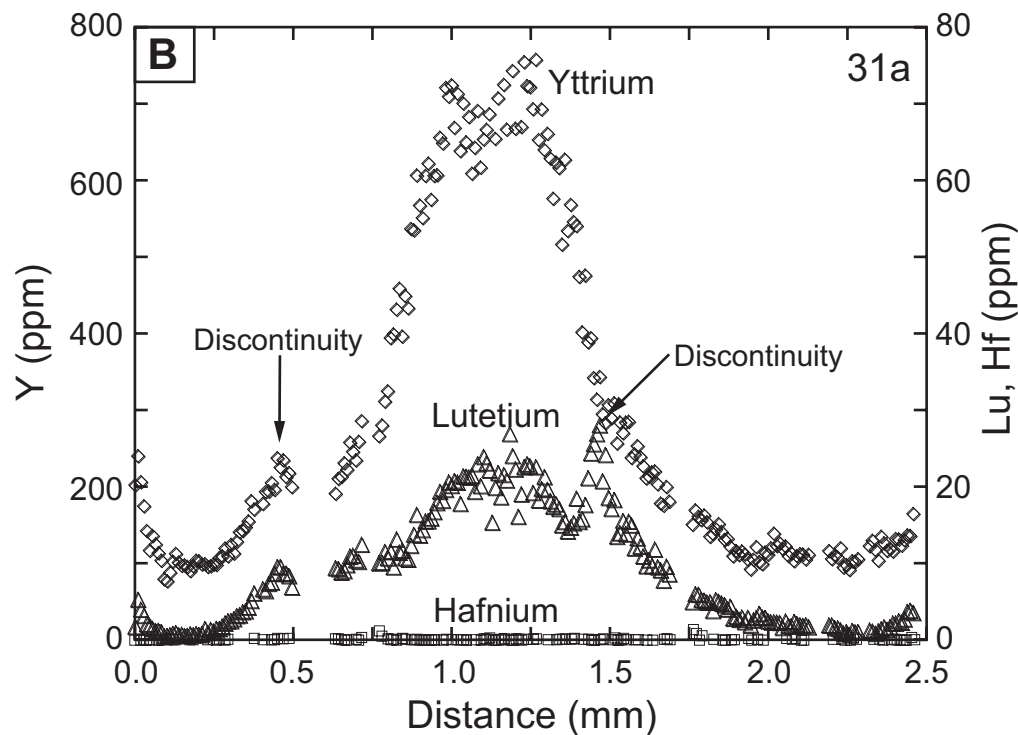 B
31a
Yttrium
Discontinuity
Discontinuity
Lutetium
Hafnium
Y (ppm)
800
600
400
200
0
Lu, Hf (ppm)
80
60
40
20
0
0.0 0.5 1.0 1.5 2.0 2.5
Distance (mm)